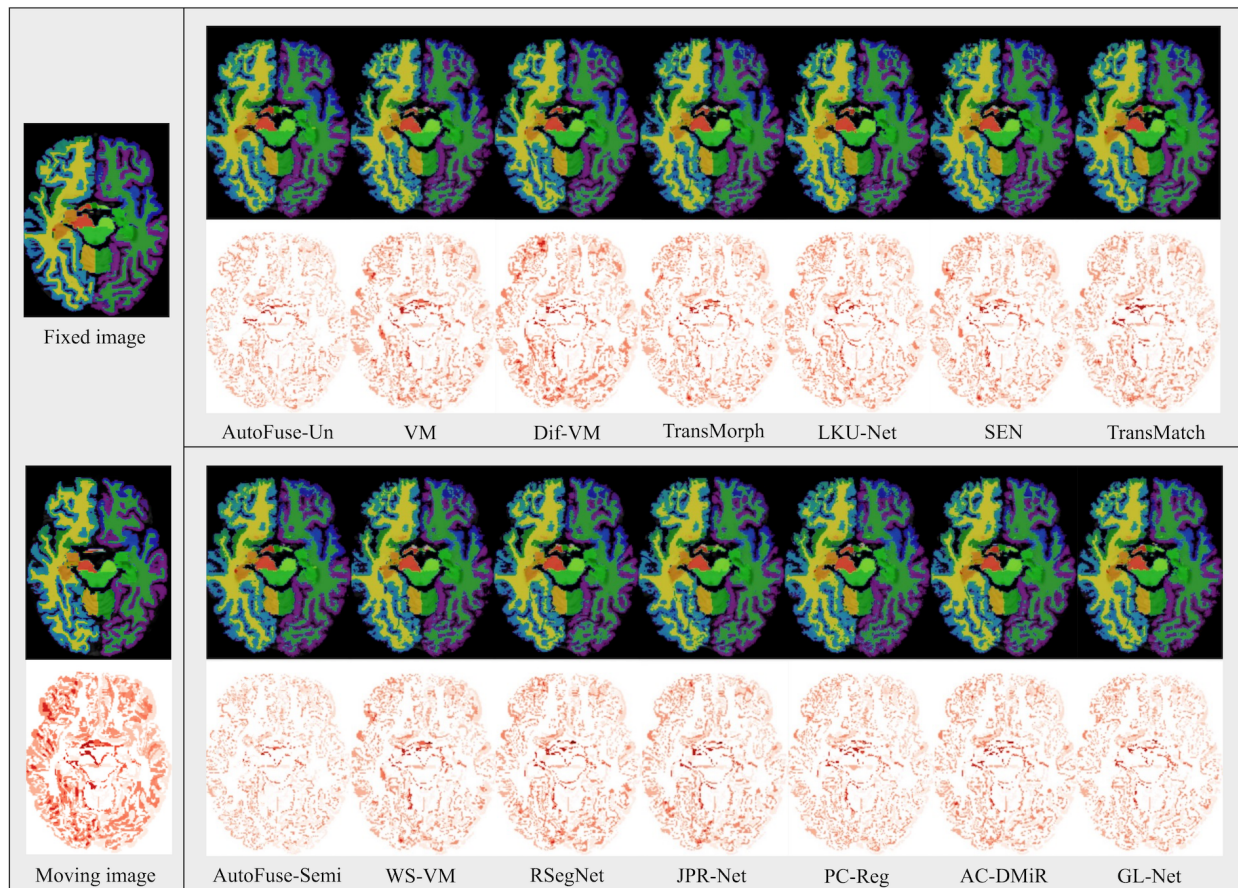 Fixed image
AutoFuse-Un VM Dif-VM TransMorph LKU-Net SEN TransMatch
Moving image
AutoFuse-Semi WS-VM RSegNet JPR-Net PC-Reg AC-DMiR GL-Net